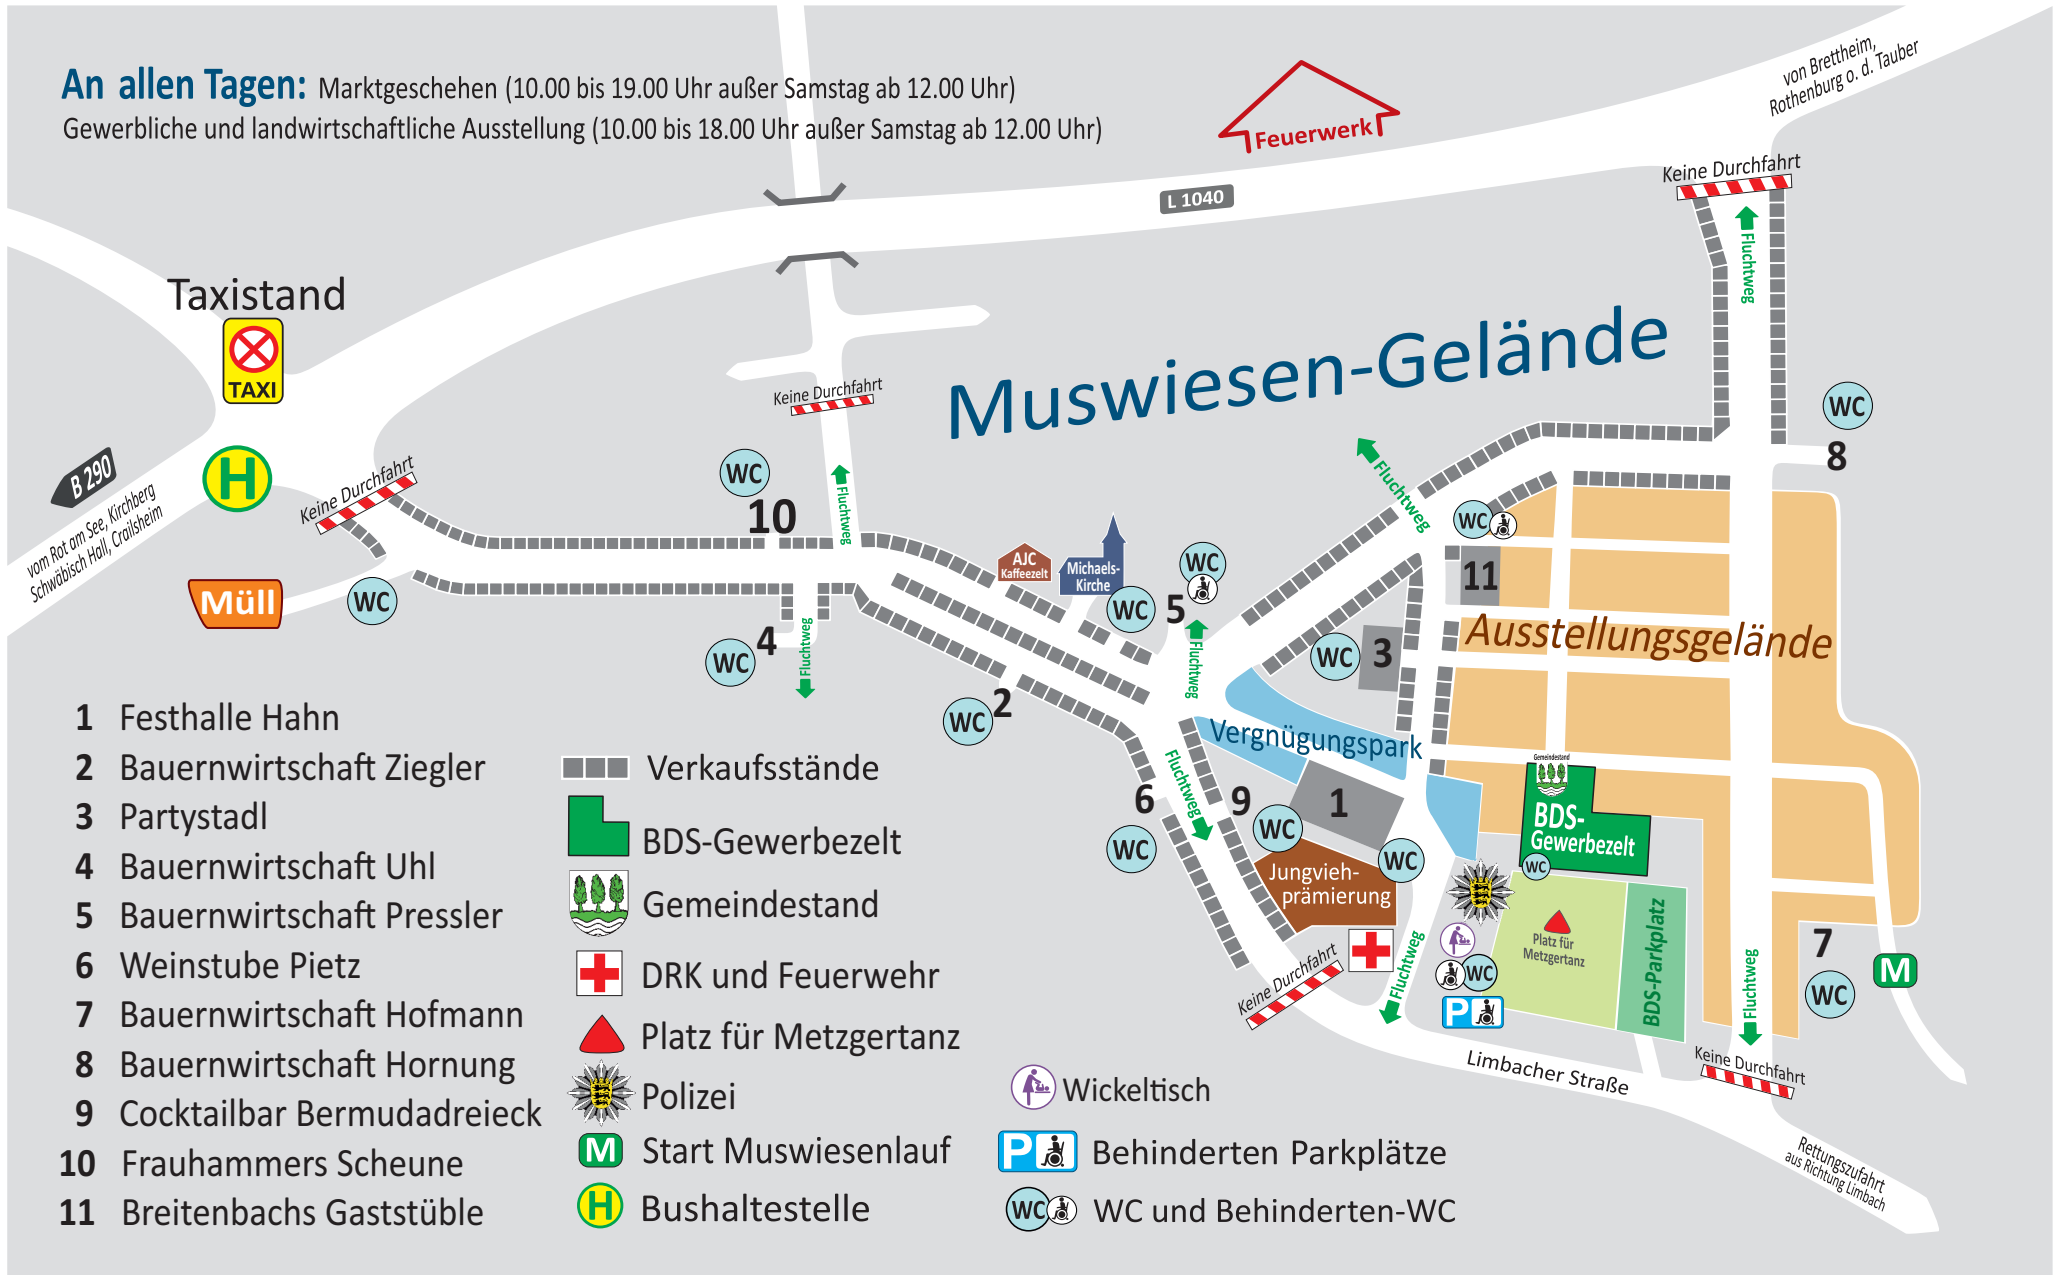 An allen Tagen: Marktgeschehen (10.00 bis 19.00 Uhr außer Samstag ab 12.00 Uhr)
Gewerbliche und landwirtschaftliche Ausstellung (10.00 bis 18.00 Uhr außer Samstag ab 12.00 Uhr)
Feuerwerk
von Brettheim,
Rothenburg o. d. Tauber
Keine Durchfahrt
L 1040
Fluchtweg
Taxistand
TAXI
Muswiesen-Gelände
Keine Durchfahrt
WC
8
H
B 290
vom Rot am See, Kirchberg
Schwäbisch Hall, Crailsheim
Keine Durchfahrt
WC
10
Fluchtweg
Fluchtweg
WC
11
AJC
Kaffeezelt
Michaels-
Kirche
WC
WC
5
Müll
WC
4
WC
Fluchtweg
Fluchtweg
WC
3
Ausstellungsgelände
2
WC
Vergnügungspark
Fluchtweg
6
WC
9
WC
1
WC
Jungvieh-
prämierung
Gemeindestand
BDS-
Gewerbezelt
WC
Platz für
Metzgertanz
BDS-Parkplatz
WC
P
Fluchtweg
Keine Durchfahrt
Fluchtweg
7
WC
M
Keine Durchfahrt
Limbacher Straße
Rettungszufahrt
aus Richtung Limbach
1 Festhalle Hahn
2 Bauernwirtschaft Ziegler
3 Partystadl
4 Bauernwirtschaft Uhl
5 Bauernwirtschaft Pressler
6 Weinstube Pietz
7 Bauernwirtschaft Hofmann
8 Bauernwirtschaft Hornung
9 Cocktailbar Bermudadreieck
10 Frauhammers Scheune
11 Breitenbachs Gaststüble
Verkaufsstände
BDS-Gewerbezelt
Gemeindestand
DRK und Feuerwehr
Platz für Metzgertanz
Polizei
M Start Muswiesenlauf
H Bushaltestelle
Wickeltisch
P Behinderten Parkplätze
WC WC und Behinderten-WC